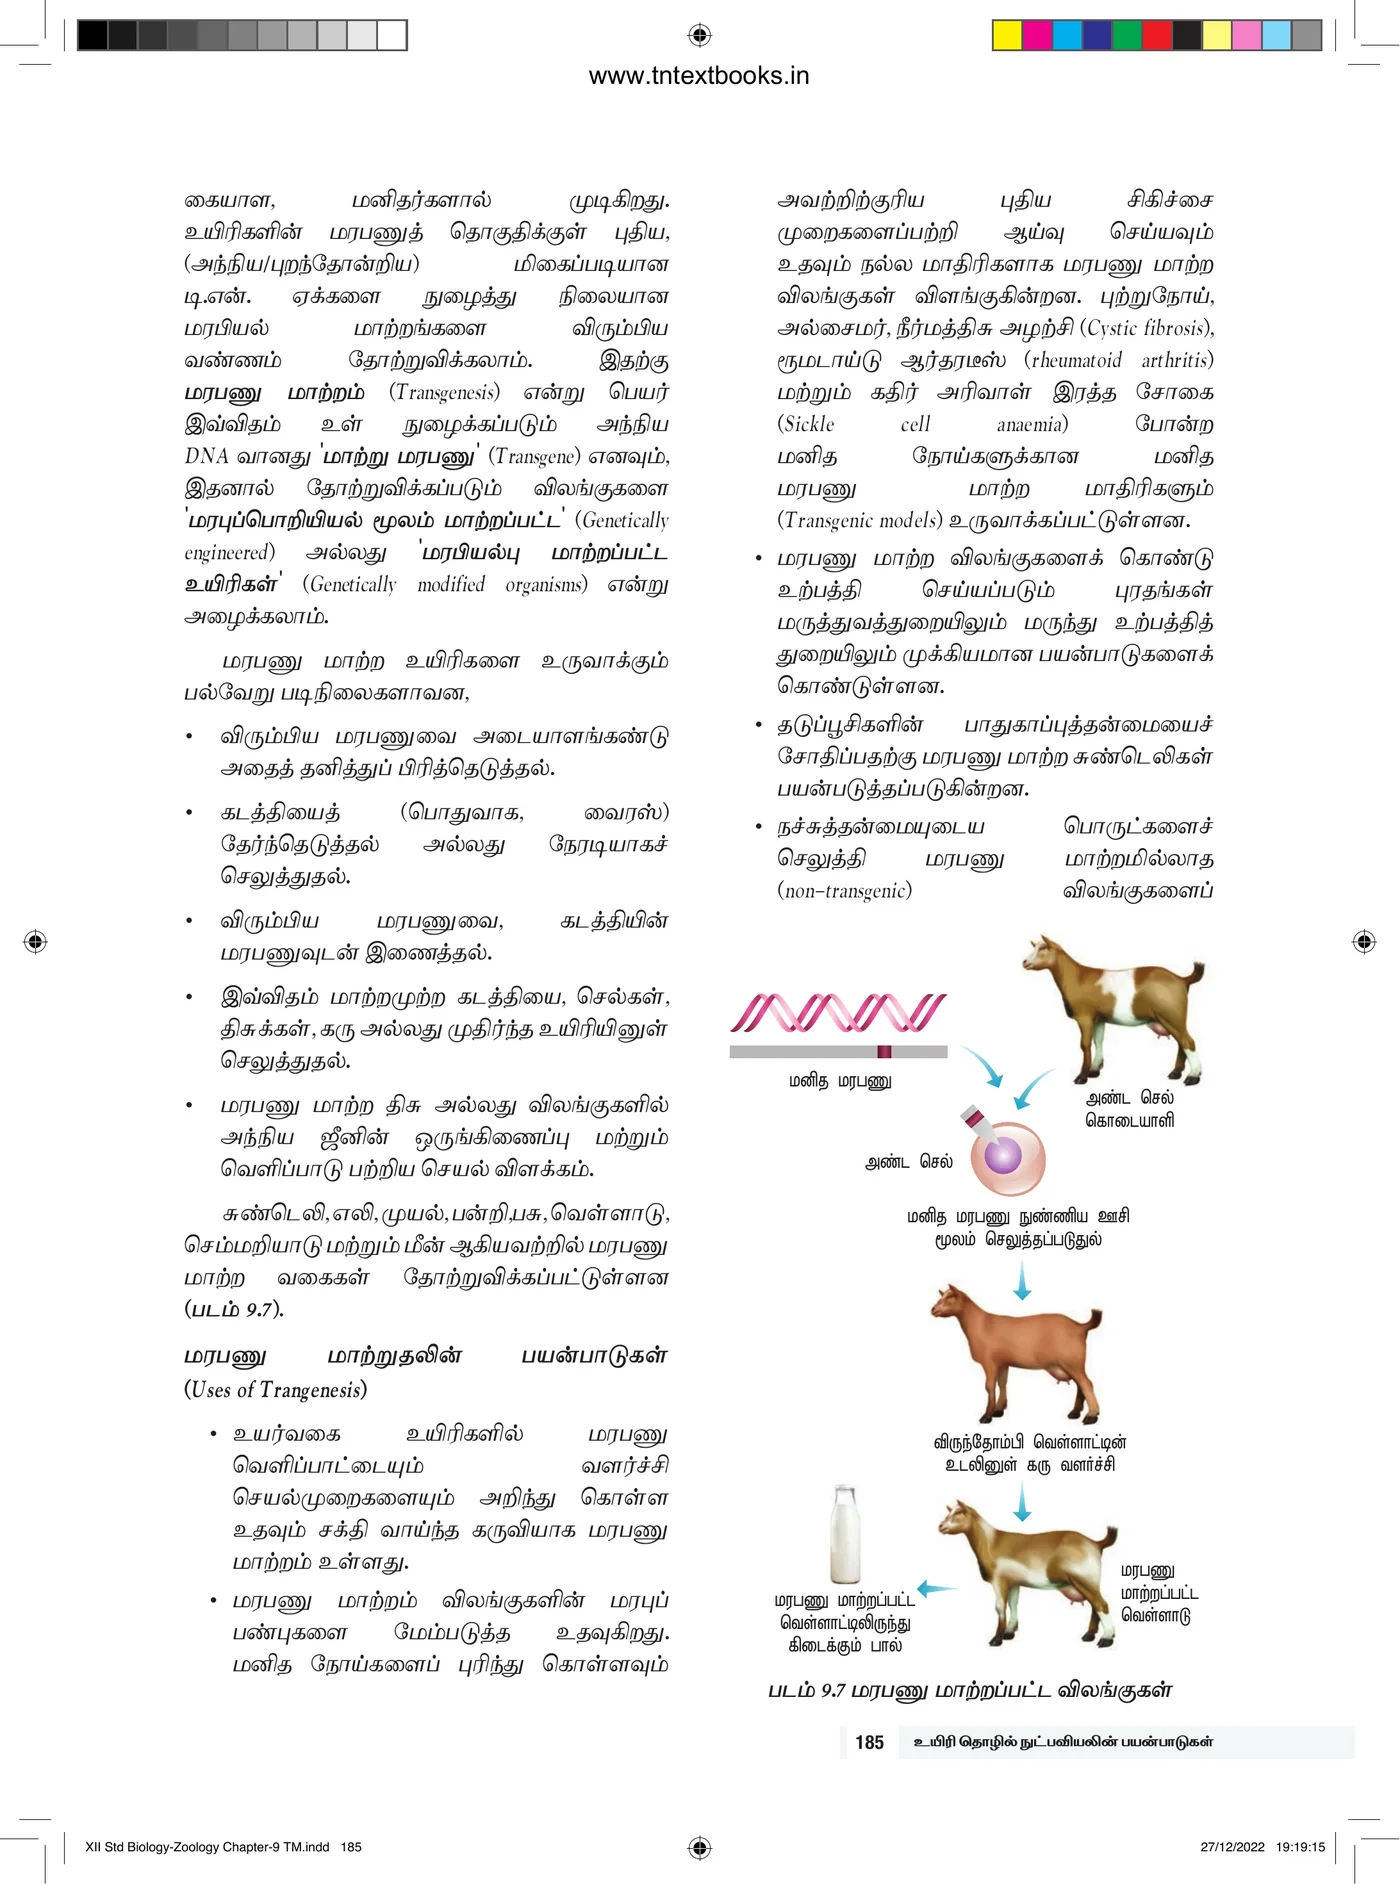 www.tntextbooks.in
கையாள, மனிதர்களால் முடிகிறது.
உயிரிகளின் மரபணுத் தொகுதிக்குள் புதிய,
(அந்நிய/புறந்தோன்றிய) மிகைப்படியான
டி.என். ஏக்களை நுழைத்து நிலையான
மரபியல் மாற்றங்களை விரும்பிய
வண்ணம் தோற்றுவிக்கலாம். இதற்கு
மரபணு மாற்றம் (Transgenesis) என்று பெயர்
இவ்விதம் உள் நுழைக்கப்படும் அந்நிய
DNA வானது 'மாற்று மரபணு' (Transgene) எனவும்,
இதனால் தோற்றுவிக்கப்படும் விலங்குகளை
'மரபுப்பொறியியல் மூலம் மாற்றப்பட்ட' (Genetically
engineered) அல்லது 'மரபியல்பு மாற்றப்பட்ட
உயிரிகள்' (Genetically modified organisms) என்று
அழைக்கலாம்.
மரபணு மாற்ற உயிரிகளை உருவாக்கும்
பல்வேறு படிநிலைகளாவன,
• விரும்பிய மரபணுவை அடையாளங்கண்டு
அதைத் தனித்துப் பிரித்தெடுத்தல்.
• கடத்தியைத் (பொதுவாக, வைரஸ்)
தேர்ந்தெடுத்தல் அல்லது நேரடியாகச்
செலுத்துதல்.
• விரும்பிய மரபணுவை, கடத்தியின்
மரபணுவுடன் இணைத்தல்.
• இவ்விதம் மாற்றமுற்ற கடத்தியை, செல்கள்,
திசுக்கள், கரு அல்லது முதிர்ந்த உயிரியினுள்
செலுத்துதல்.
• மரபணு மாற்ற திசு அல்லது விலங்குகளில்
அந்நிய ஜீனின் ஒருங்கிணைப்பு மற்றும்
வெளிப்பாடு பற்றிய செயல் விளக்கம்.
சுண்டெலி, எலி, முயல், பன்றி,பசு, வெள்ளாடு,
செம்மறியாடு மற்றும் மீன் ஆகியவற்றில் மரபணு
மாற்ற வகைகள் தோற்றுவிக்கப்பட்டுள்ளன
(படம் 9.7).
மரபணு மாற்றுதலின் பயன்பாடுகள்
(Uses of Trangenesis)
• உயர்வகை உயிரிகளில் மரபணு
வெளிப்பாட்டையும் வளர்ச்சி
செயல்முறைகளையும் அறிந்து கொள்ள
உதவும் சக்தி வாய்ந்த கருவியாக மரபணு
மாற்றம் உள்ளது.
• மரபணு மாற்றம் விலங்குகளின் மரபுப்
பண்புகளை மேம்படுத்த உதவுகிறது.
மனித நோய்களைப் புரிந்து கொள்ளவும்
அவற்றிற்குரிய புதிய சிகிச்சை
முறைகளைப்பற்றி ஆய்வு செய்யவும்
உதவும் நல்ல மாதிரிகளாக மரபணு மாற்ற
விலங்குகள் விளங்குகின்றன. புற்றுநோய்,
அல்சைமர், நீர்மத்திசு அழற்சி (Cystic fibrosis),
ரூமடாய்டு ஆர்தரடீஸ் (rheumatoid arthritis)
மற்றும் கதிர் அரிவாள் இரத்த சோகை
(Sickle cell anaemia) போன்ற
மனித நோய்களுக்கான மனித
மரபணு மாற்ற மாதிரிகளும்
(Transgenic models) உருவாக்கப்பட்டுள்ளன.
• மரபணு மாற்ற விலங்குகளைக் கொண்டு
உற்பத்தி செய்யப்படும் புரதங்கள்
மருத்துவத்துறையிலும் மருந்து உற்பத்தித்
துறையிலும் முக்கியமான பயன்பாடுகளைக்
கொண்டுள்ளன.
• தடுப்பூசிகளின் பாதுகாப்புத்தன்மையைச்
சோதிப்பதற்கு மரபணு மாற்ற சுண்டெலிகள்
பயன்படுத்தப்படுகின்றன.
• நச்சுத்தன்மையுடைய பொருட்களைச்
செலுத்தி மரபணு மாற்றமில்லாத
(non-transgenic) விலங்குகளைப்
மனித மரபணு
அண்ட செல்
கொடையாளி
அண்ட செல்
மனித மரபணு நுண்ணிய ஊசி
மூலம் செலுத்தப்படுதுல்
விருந்தோம்பி வெள்ளாட்டின்
உடலினுள் கரு வளர்ச்சி
மரபணு
மாற்றப்பட்ட
வெள்ளாடு
மரபணு மாற்றப்பட்ட
வெள்ளாட்டிலிருந்து
கிடைக்கும் பால்
படம் 9.7 மரபணு மாற்றப்பட்ட விலங்குகள்
185 உயிரி தொழில் நுட்பவியலின் பயன்பாடுகள்
XII Std Biology-Zoology Chapter-9 TM.indd 185 27/12/2022 19:19:15